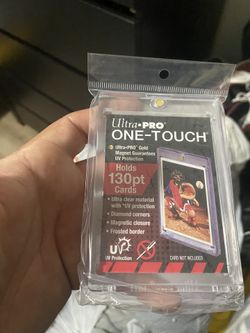 Ultra•PRO
ONE-TOUCH
Ultra-PRO Gold
Magnet Guarantees
UV Protection
Holds
130pt
Cards
• Ultra clear material
with *UV protection
• Diamond corners
• Magnetic closure
• Frosted border
UV
UV Protection
CARD NOT INCLUDED